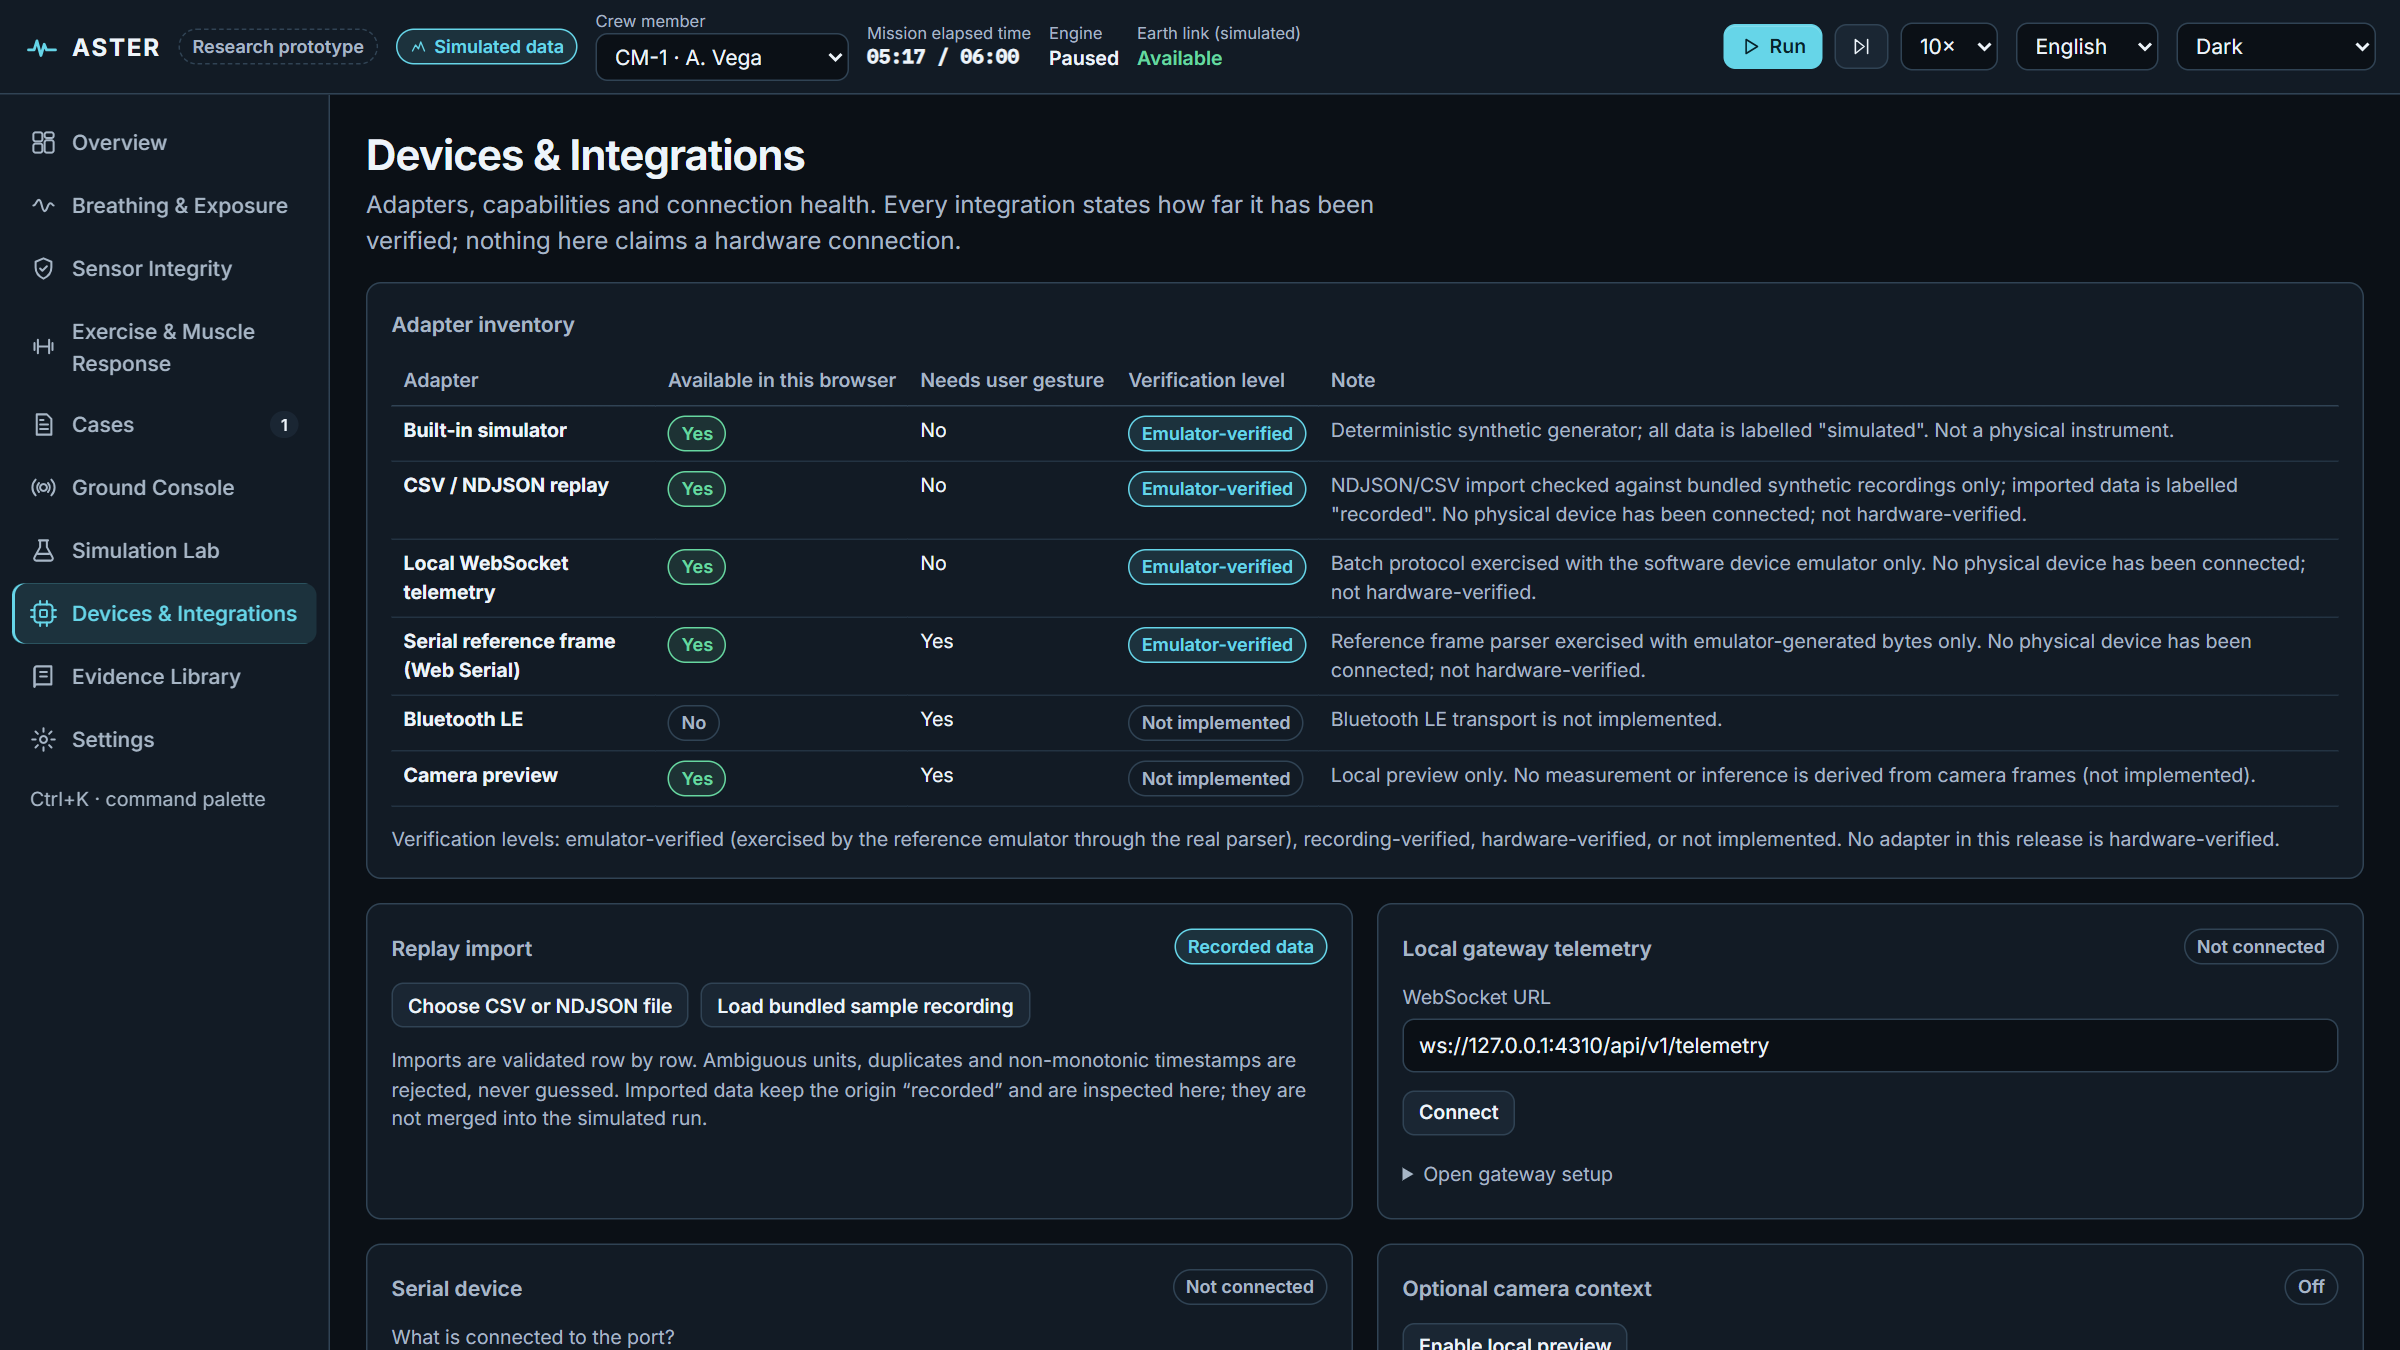 ASTER
Research prototype
Simulated data
Crew member
CM-1 · A. Vega
Mission elapsed time
05:17 / 06:00
Engine
Paused
Earth link (simulated)
Available
Run
10×
English
Dark
Overview
Breathing & Exposure
Sensor Integrity
Exercise & Muscle
Response
Cases
1
Ground Console
Simulation Lab
Devices & Integrations
Evidence Library
Settings
Ctrl+K · command palette
Devices & Integrations
Adapters, capabilities and connection health. Every integration states how far it has been
verified; nothing here claims a hardware connection.
Adapter inventory
Adapter Available in this browser Needs user gesture Verification level Note
Built-in simulator Yes No Emulator-verified Deterministic synthetic generator; all data is labelled "simulated". Not a physical instrument.
CSV / NDJSON replay Yes No Emulator-verified NDJSON/CSV import checked against bundled synthetic recordings only; imported data is labelled
"recorded". No physical device has been connected; not hardware-verified.
Local WebSocket Yes No Emulator-verified Batch protocol exercised with the software device emulator only. No physical device has been connected;
telemetry not hardware-verified.
Serial reference frame Yes Yes Emulator-verified Reference frame parser exercised with emulator-generated bytes only. No physical device has been
(Web Serial) connected; not hardware-verified.
Bluetooth LE No Yes Not implemented Bluetooth LE transport is not implemented.
Camera preview Yes Yes Not implemented Local preview only. No measurement or inference is derived from camera frames (not implemented).
Verification levels: emulator-verified (exercised by the reference emulator through the real parser), recording-verified, hardware-verified, or not implemented. No adapter in this release is hardware-verified.
Replay import
Recorded data
Choose CSV or NDJSON file
Load bundled sample recording
Imports are validated row by row. Ambiguous units, duplicates and non-monotonic timestamps are
rejected, never guessed. Imported data keep the origin “recorded” and are inspected here; they are
not merged into the simulated run.
Local gateway telemetry
Not connected
WebSocket URL
ws://127.0.0.1:4310/api/v1/telemetry
Connect
Open gateway setup
Serial device
Not connected
What is connected to the port?
Optional camera context
Off
Enable local preview